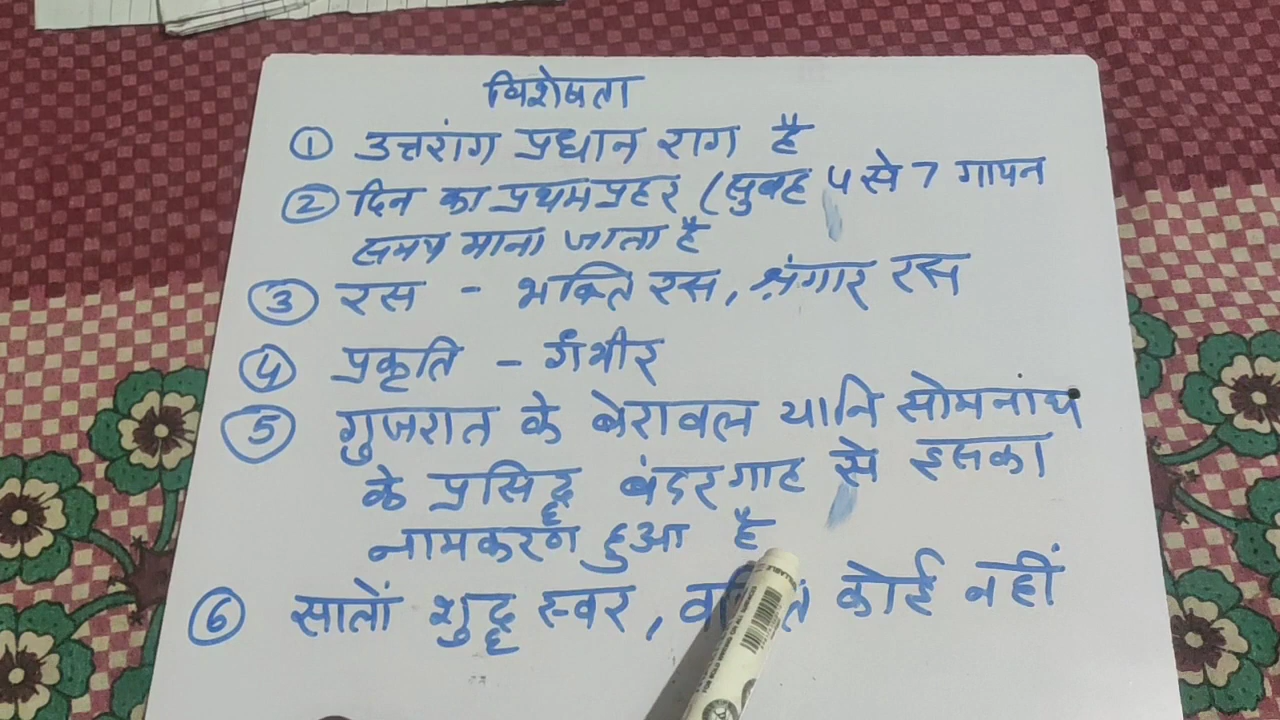 विशेषता
① उत्तरांग प्रधान राग है
② दिन का प्रथम प्रहर (सुबह 4 से 7 गायन
समय माना जाता है
③ रस - भक्ति रस, श्रंगार रस
④ प्रकृति - गंभीर
⑤ गुजरात के बेरावल यानि सोमनांथ
के प्रसिद्ध बंदरगाह से इसका
नामकरण हुआ है
⑥ सातों शुद्ध स्वर, कोई नहीं